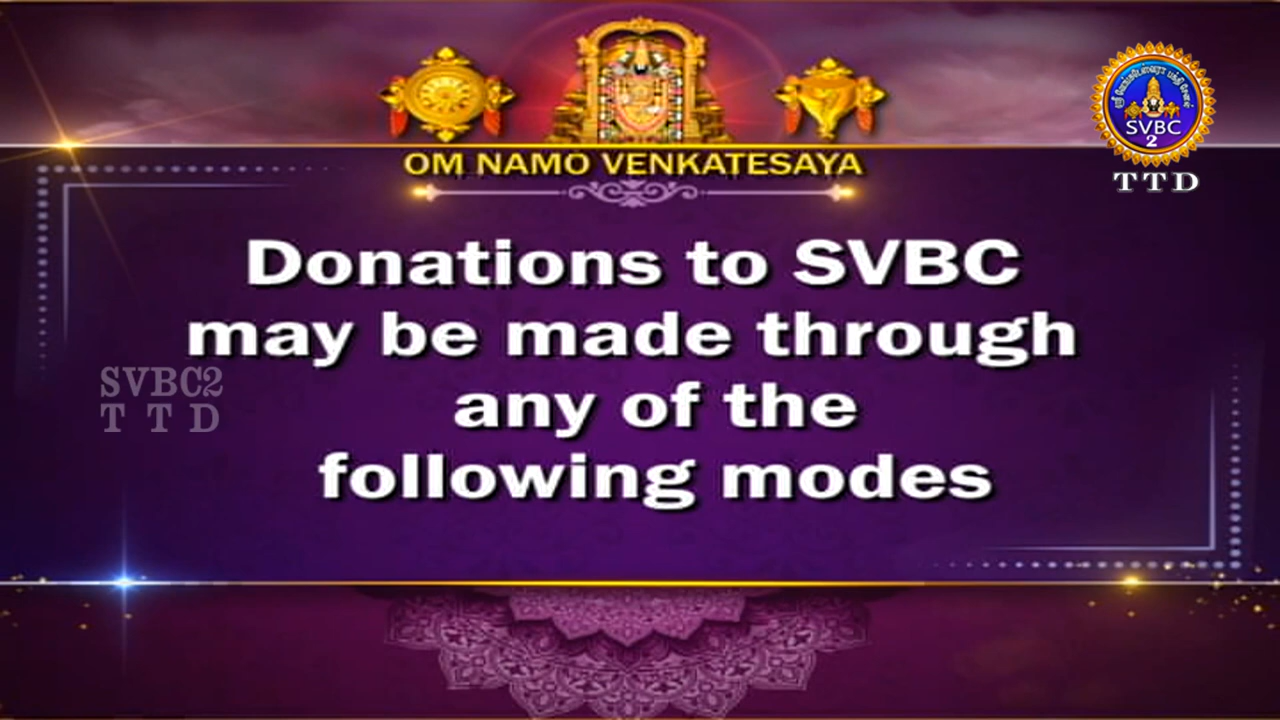 OM NAMO VENKATESAYA
SVBC
2
TTD
Donations to SVBC
may be made through
any of the
following modes
SVBC2
TTD